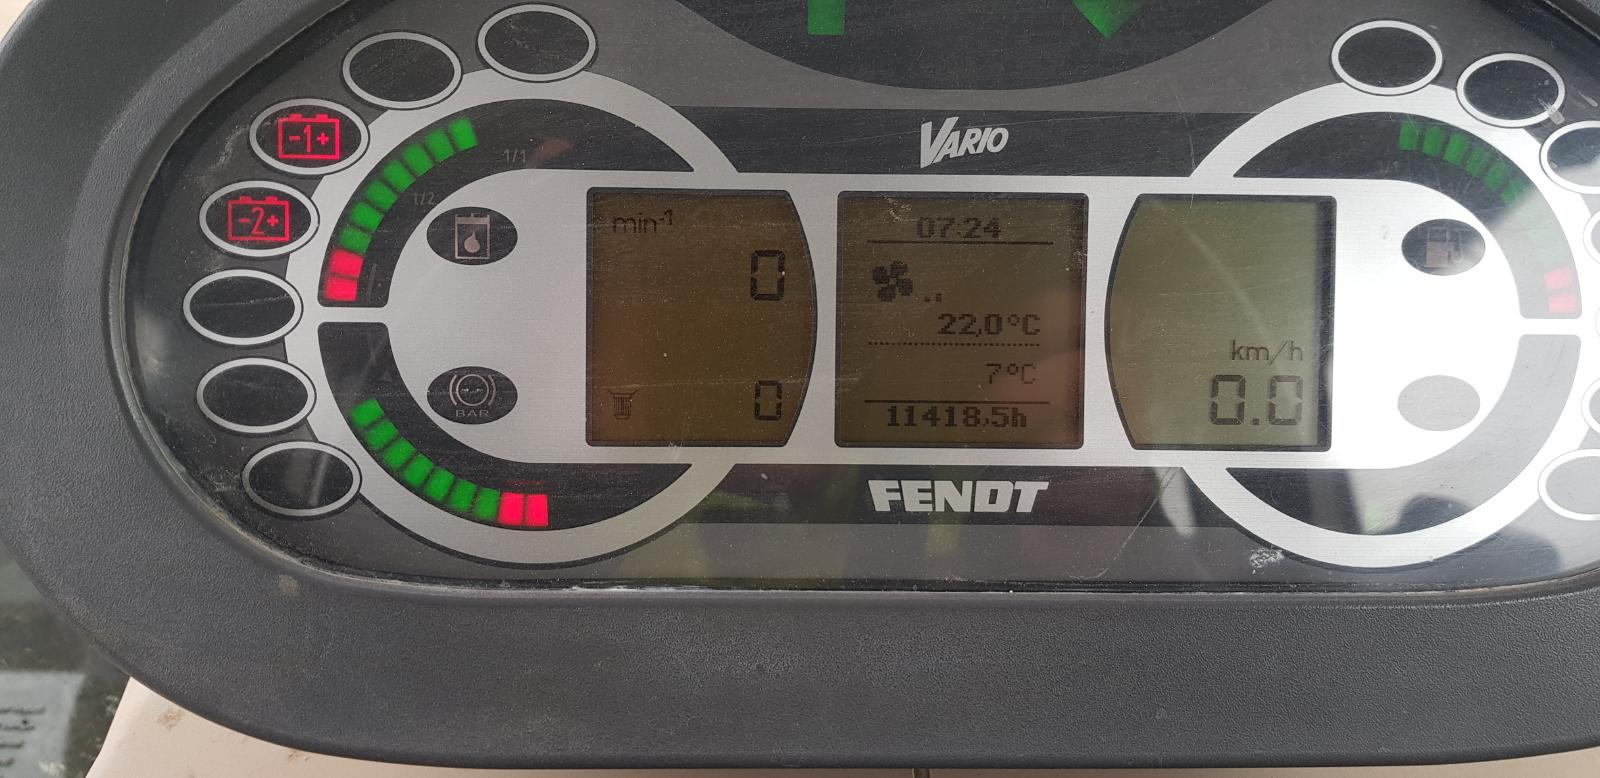 VARIO
-1+
-2+
1/1
1/2
BAR
min⁻¹
0
0
07:24
22,0°C
7°C
11418,5h
km/h
0.0
FENDT